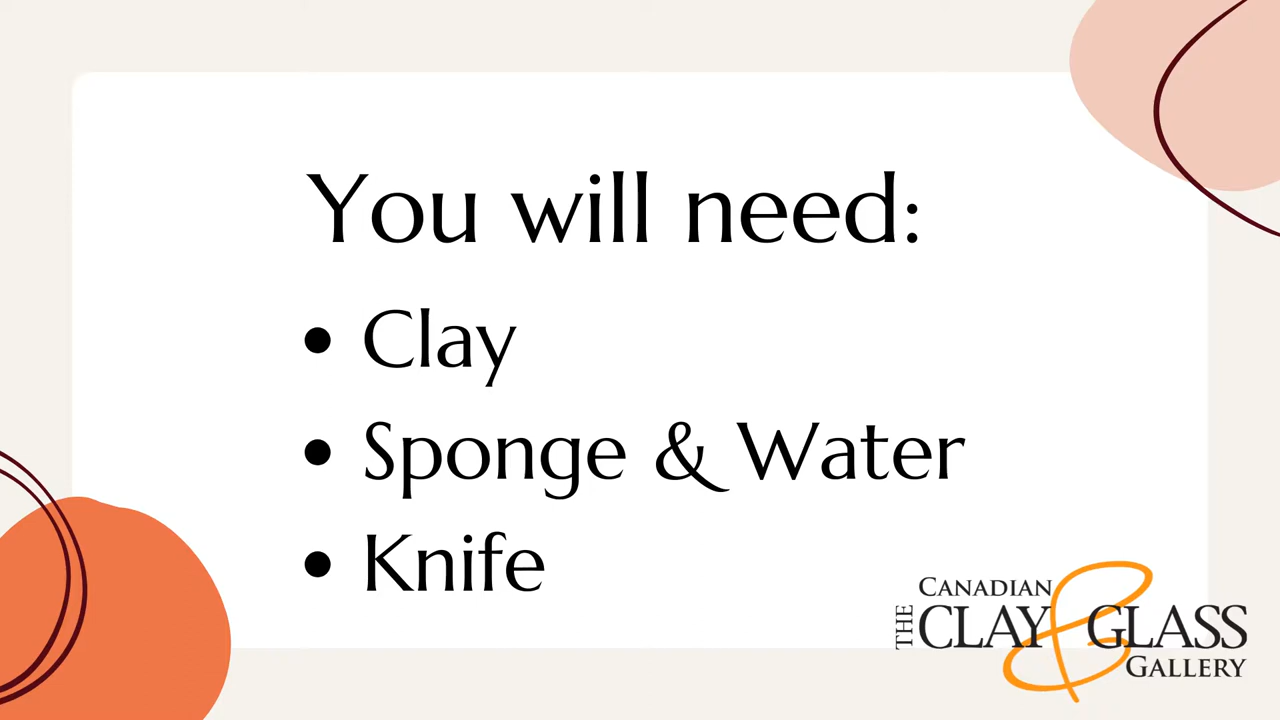 You will need:
• Clay
• Sponge & Water
• Knife
THE CANADIAN
CLAY & GLASS
GALLERY